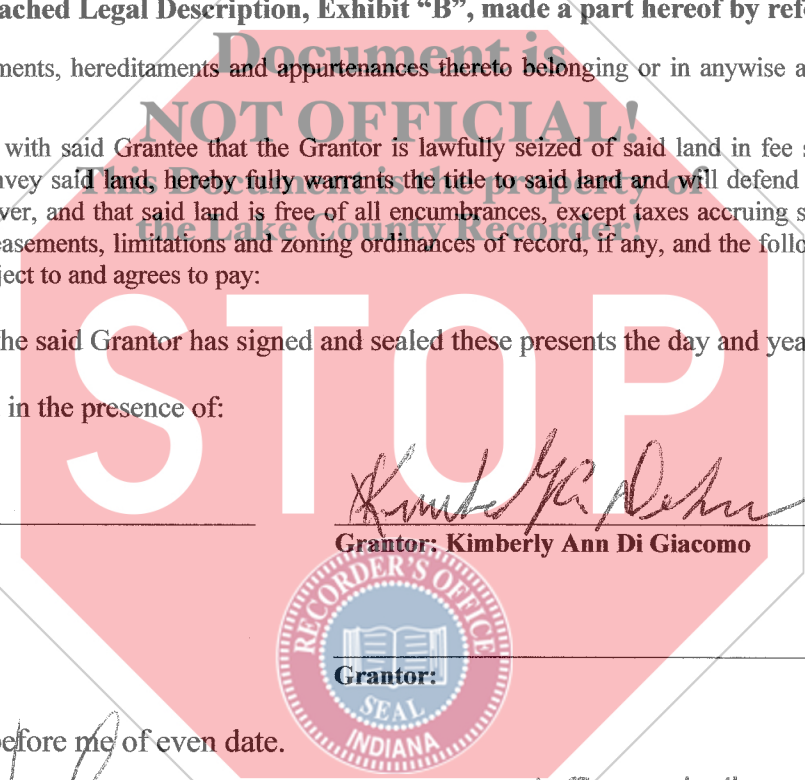 ached Legal Description, Exhibit “B”, made a part hereof by refe
Document is
ments, hereditaments and appurtenances thereto belonging or in anywise a
NOT OFFICIAL!
with said Grantee that the Grantor is lawfully seized of said land in fee s
nvey said land, hereby fully warrants the title to said land and will defend
This Document is the property of
ver, and that said land is free of all encumbrances, except taxes accruing s
the Lake County Recorder!
easements, limitations and zoning ordinances of record, if any, and the follo
ject to and agrees to pay:
STOP
he said Grantor has signed and sealed these presents the day and yea
in the presence of:
Grantor: Kimberly Ann Di Giacomo
RECORDER'S OFFICE
Grantor:
SEAL
INDIANA
efore me of even date.